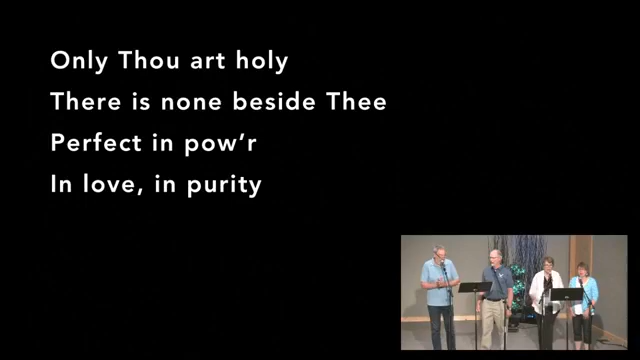 Only Thou art holy
There is none beside Thee
Perfect in pow’r
In love, in purity